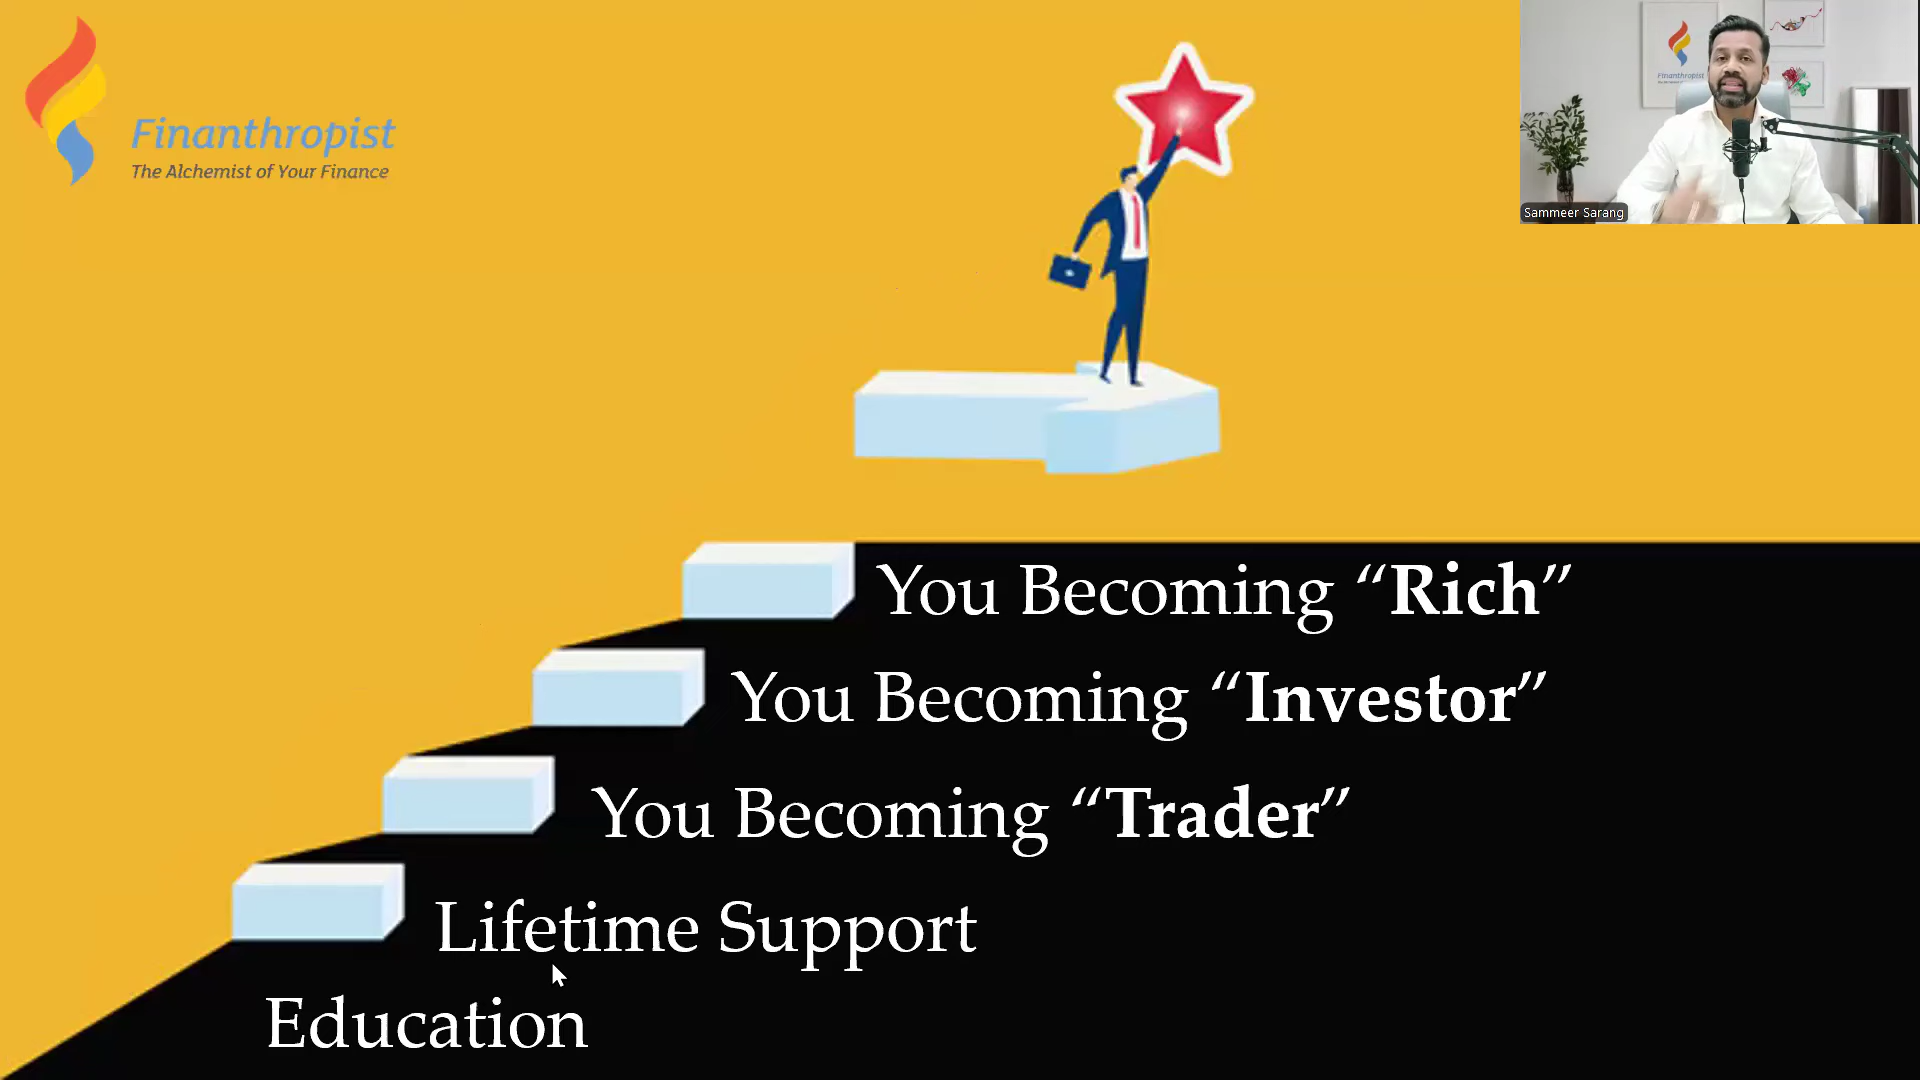 Finanthropist
The Alchemist of Your Finance
Finanthropist
Sammeer Sarang
You Becoming “Rich”
You Becoming “Investor”
You Becoming “Trader”
Lifetime Support
Education